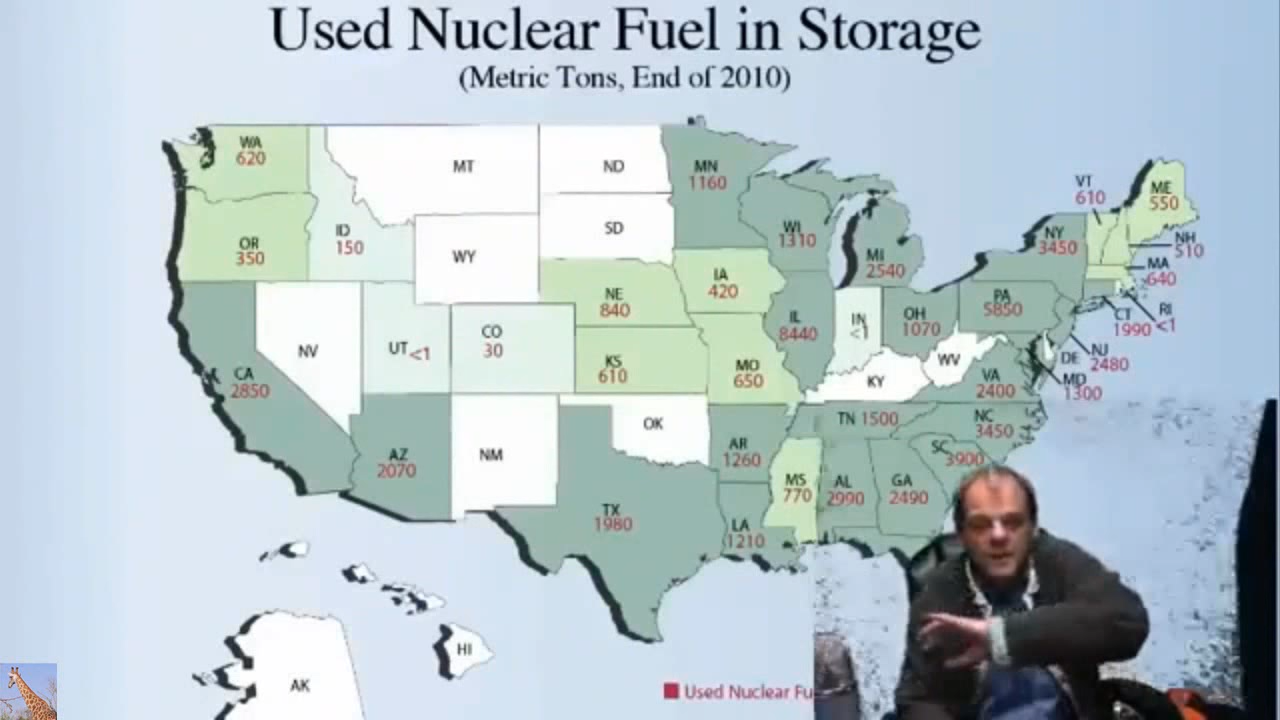 Used Nuclear Fuel in Storage
(Metric Tons, End of 2010)
WA
620
MT
ND
MN
1160
VT
610
ME
550
ID
150
OR
350
SD
WI
1310
NY
3450
NH
510
WY
MI
2540
MA
640
IA
420
NE
840
PA
5850
CT
1990
RI
<1
IL
8440
IN
<1
OH
1070
NV
UT <1
CO
30
NJ
2480
DE
MD
1300
WV
KS
610
MO
650
KY
VA
2400
CA
2850
TN 1500
NC
3450
OK
AR
1260
SC
3900
AZ
2070
NM
MS
770
AL
2990
GA
2490
TX
1980
LA
1210
HI
AK
Used Nuclear Fu